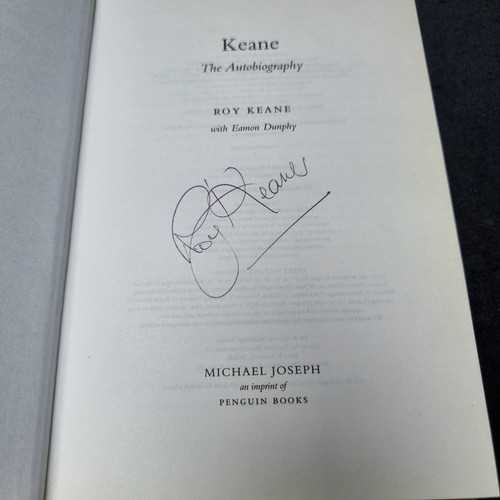 Keane
The Autobiography
ROY KEANE
with Eamon Dunphy
Roy Keane
MICHAEL JOSEPH
an imprint of
PENGUIN BOOKS